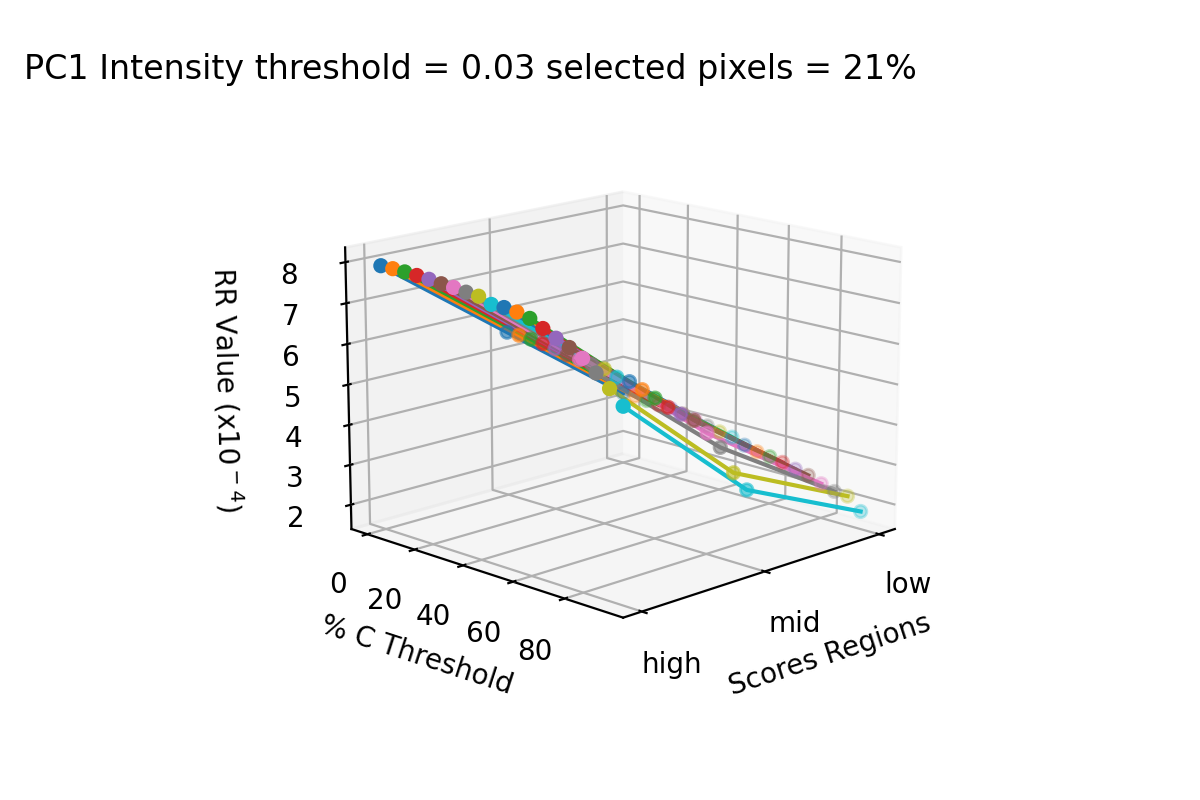 PC1 Intensity threshold = 0.03 selected pixels = 21%
RR Value (x10⁻⁴)
8
7
6
5
4
3
2
0
20
40
60
80
% C Threshold
high
mid
low
Scores Regions